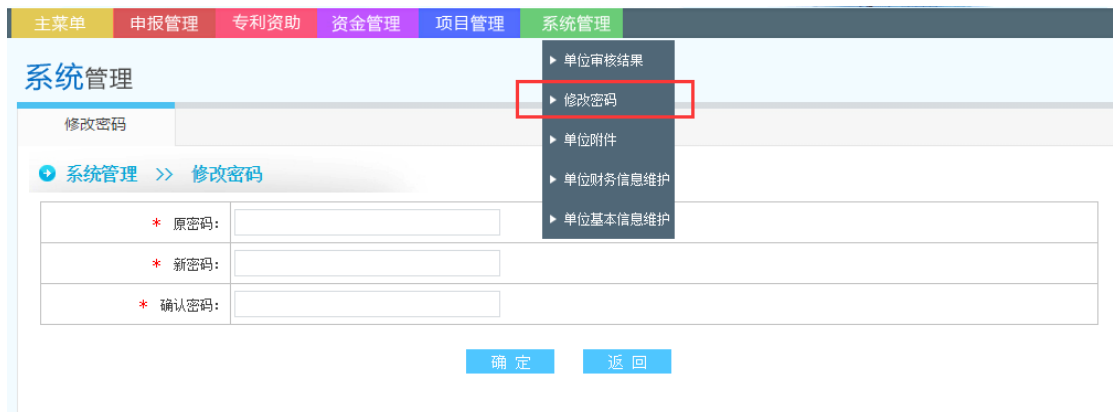 主菜单 申报管理 专利资助 资金管理 项目管理 系统管理
单位审核结果
修改密码
单位附件
单位财务信息维护
单位基本信息维护
系统管理
修改密码
系统管理 >> 修改密码
* 原密码:
* 新密码:
* 确认密码:
确 定 返 回